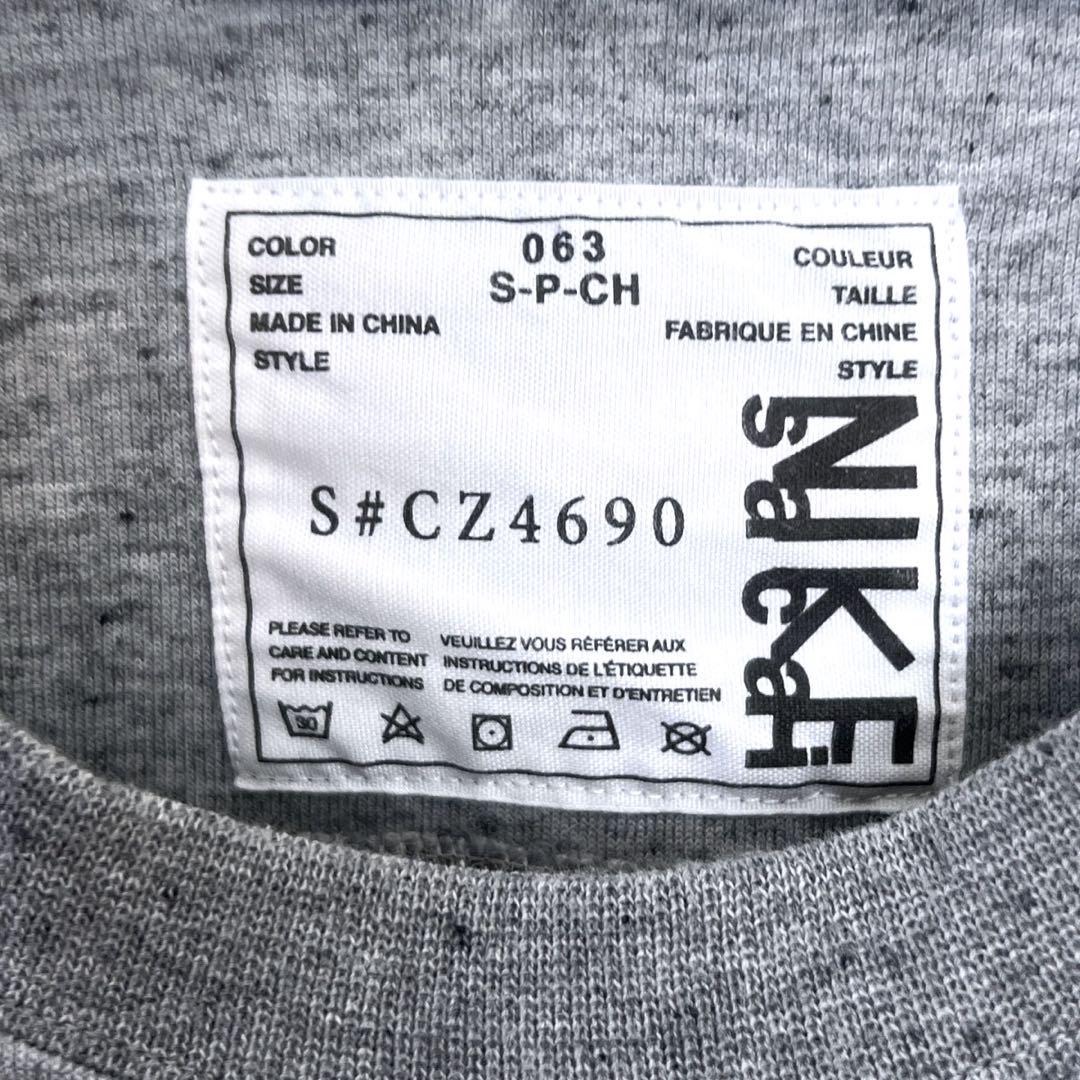 COLOR 063 COULEUR
SIZE S-P-CH TAILLE
MADE IN CHINA FABRIQUE EN CHINE
STYLE STYLE
S#CZ4690
NIKE
sacai
PLEASE REFER TO
CARE AND CONTENT
FOR INSTRUCTIONS
VEUILLEZ VOUS RÉFÉRER AUX
INSTRUCTIONS DE L'ÉTIQUETTE
DE COMPOSITION ET D'ENTRETIEN
30